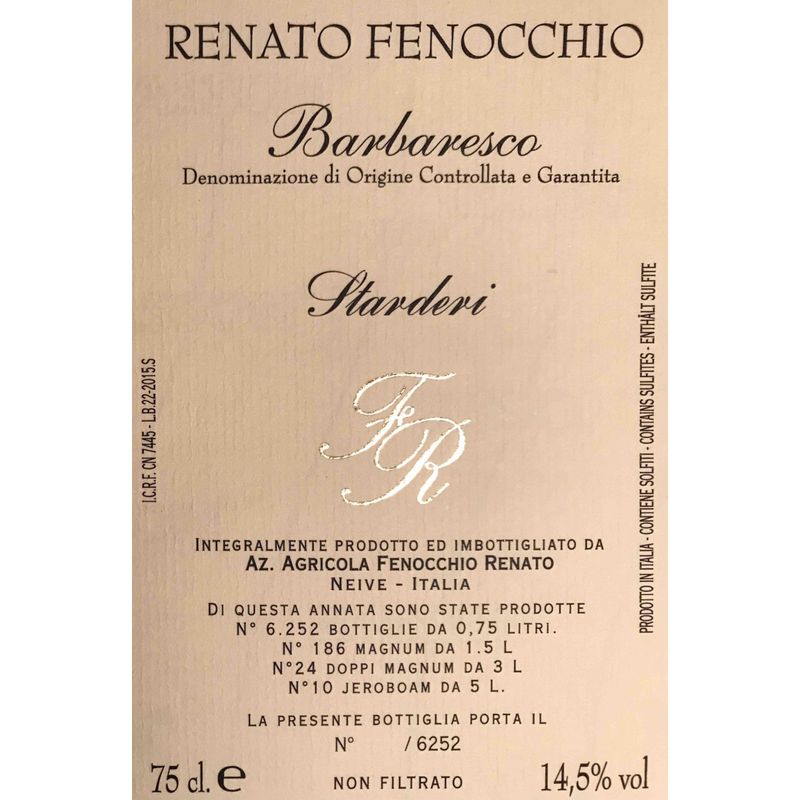 RENATO FENOCCHIO
Barbaresco
Denominazione di Origine Controllata e Garantita
Starderi
FR
I.C.R.F. CN 7445 - L.B.22-2015.S
PRODOTTO IN ITALIA - CONTIENE SOLFITI - CONTAINS SULFITES - ENTHÄLT SULFITE
INTEGRALMENTE PRODOTTO ED IMBOTTIGLIATO DA
AZ. AGRICOLA FENOCCHIO RENATO
NEIVE - ITALIA
DI QUESTA ANNATA SONO STATE PRODOTTE
N° 6.252 BOTTIGLIE DA 0,75 LITRI.
N° 186 MAGNUM DA 1.5 L
N°24 DOPPI MAGNUM DA 3 L
N°10 JEROBOAM DA 5 L.
LA PRESENTE BOTTIGLIA PORTA IL
N° / 6252
75 cl. e NON FILTRATO 14,5% vol